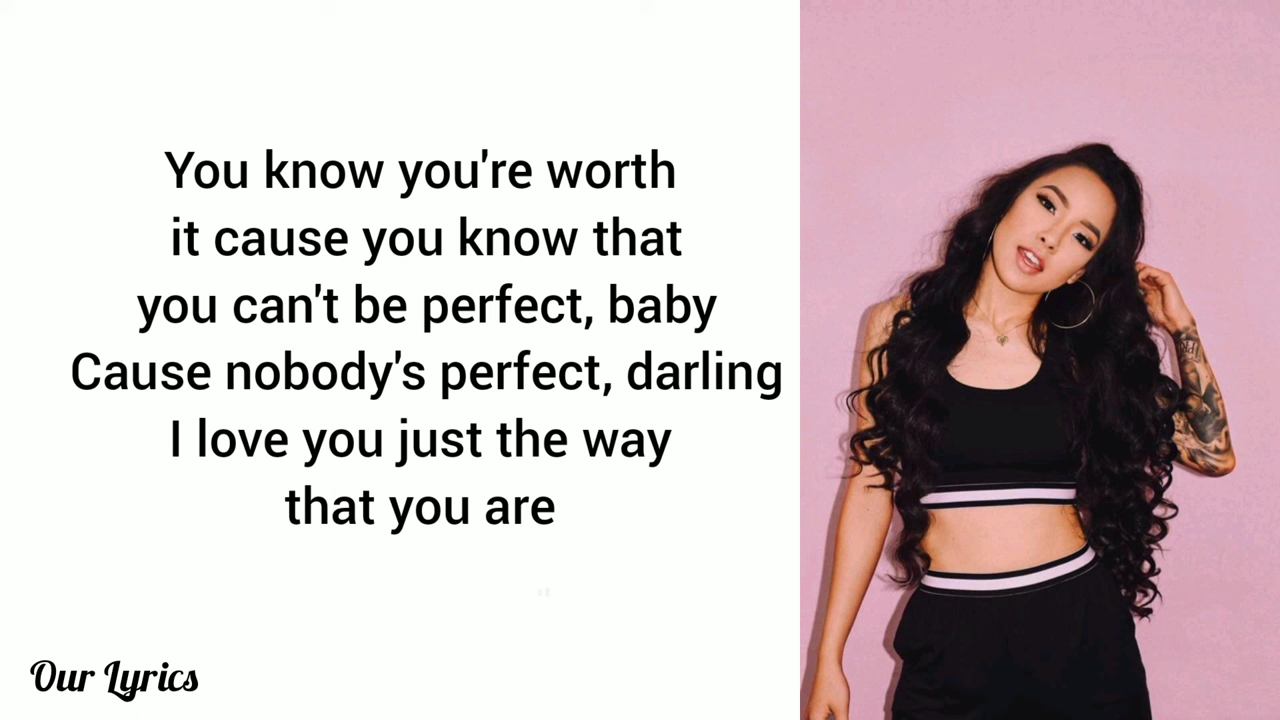 You know you're worth
it cause you know that
you can't be perfect, baby
Cause nobody's perfect, darling
I love you just the way
that you are
Our Lyrics